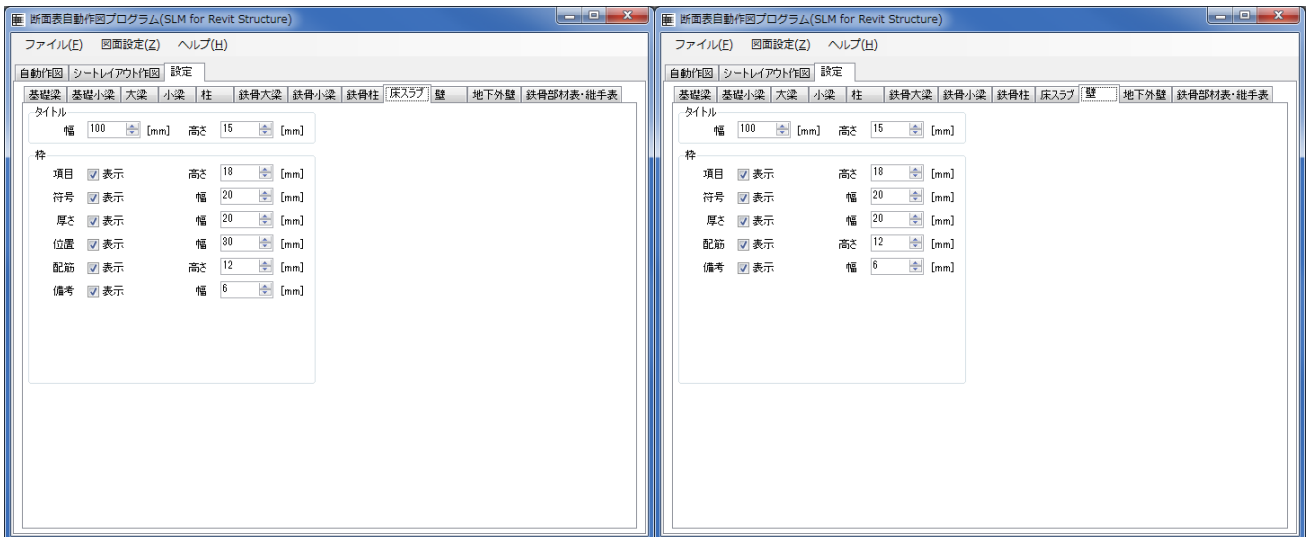 断面表自動作図プログラム(SLM for Revit Structure)
ファイル(F) 図面設定(Z) ヘルプ(H)
自動作図 シートレイアウト作図 設定
基礎梁 基礎小梁 大梁 小梁 柱 鉄骨大梁 鉄骨小梁 鉄骨柱 床スラブ 壁 地下外壁 鉄骨部材表・継手表
タイトル
幅 100 [mm] 高さ 15 [mm]
枠
項目 表示 高さ 18 [mm]
符号 表示 幅 20 [mm]
厚さ 表示 幅 20 [mm]
位置 表示 幅 30 [mm]
配筋 表示 高さ 12 [mm]
備考 表示 幅 6 [mm]
断面表自動作図プログラム(SLM for Revit Structure)
ファイル(F) 図面設定(Z) ヘルプ(H)
自動作図 シートレイアウト作図 設定
基礎梁 基礎小梁 大梁 小梁 柱 鉄骨大梁 鉄骨小梁 鉄骨柱 床スラブ 壁 地下外壁 鉄骨部材表・継手表
タイトル
幅 100 [mm] 高さ 15 [mm]
枠
項目 表示 高さ 18 [mm]
符号 表示 幅 20 [mm]
厚さ 表示 幅 20 [mm]
配筋 表示 高さ 12 [mm]
備考 表示 幅 6 [mm]